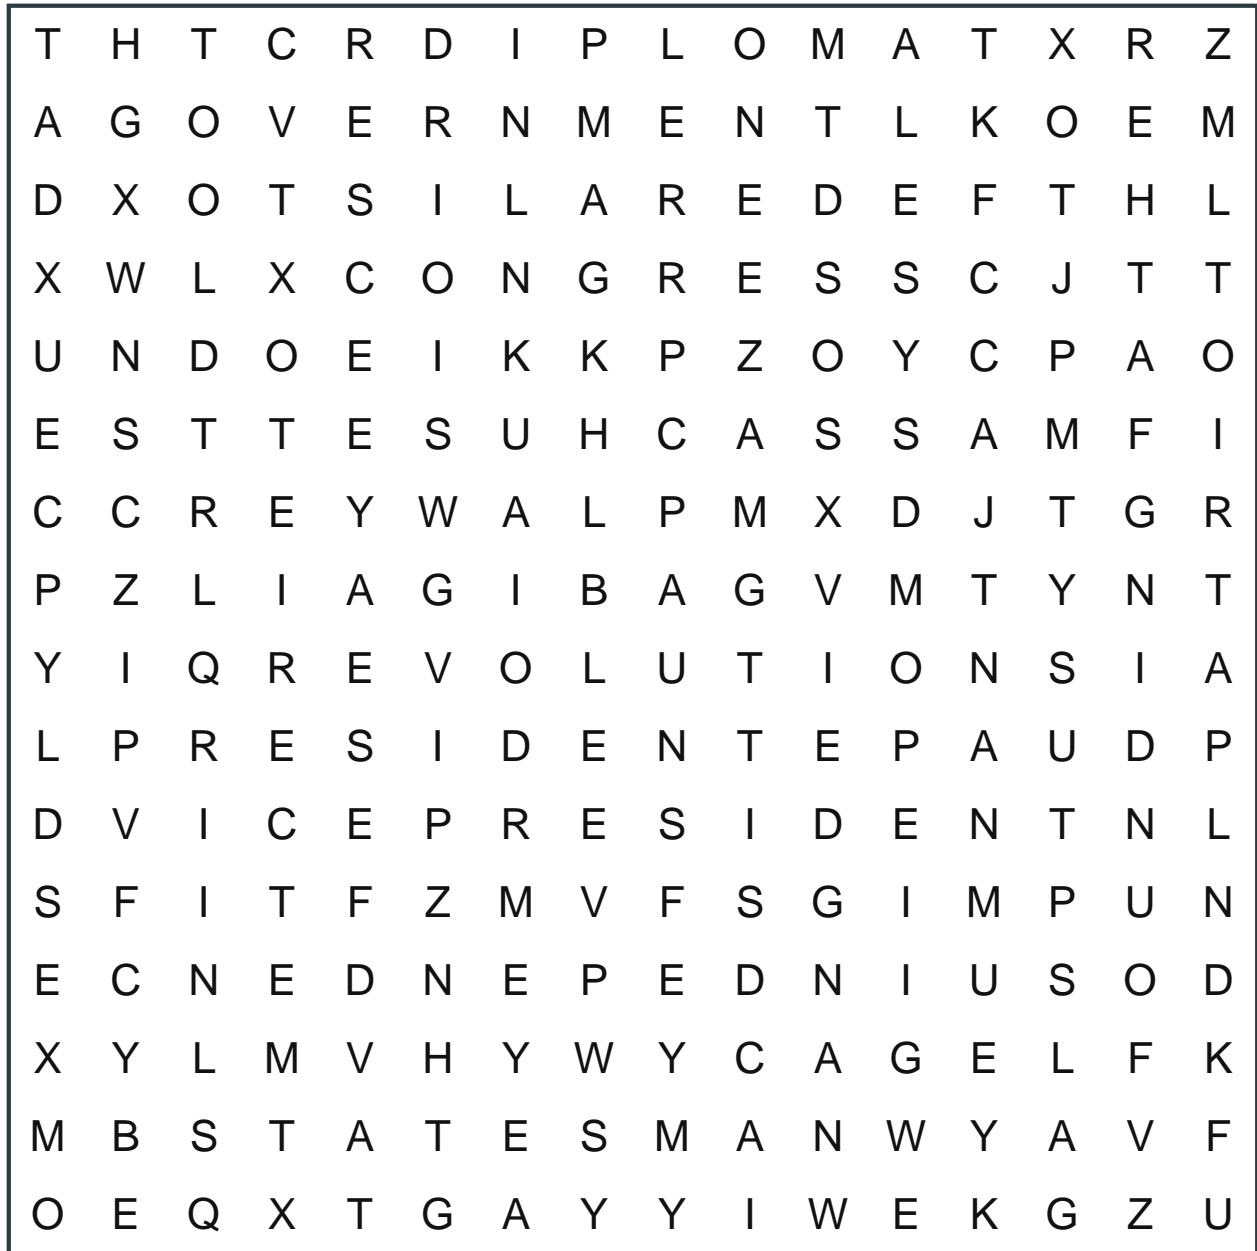 T H T C R D I P L O M A T X R Z
A G O V E R N M E N T L K O E M
D X O T S I L A R E D E F T H L
X W L X C O N G R E S S C J T T
U N D O E I K K P Z O Y C P A O
E S T T E S U H C A S S A M F I
C C R E Y W A L P M X D J T G R
P Z L I A G I B A G V M T Y N T
Y I Q R E V O L U T I O N S I A
L P R E S I D E N T E P A U D P
D V I C E P R E S I D E N T N L
S F I T F Z M V F S G I M P U N
E C N E D N E P E D N I U S O D
X Y L M V H Y W Y C A G E L F K
M B S T A T E S M A N W Y A V F
O E Q X T G A Y Y I W E K G Z U